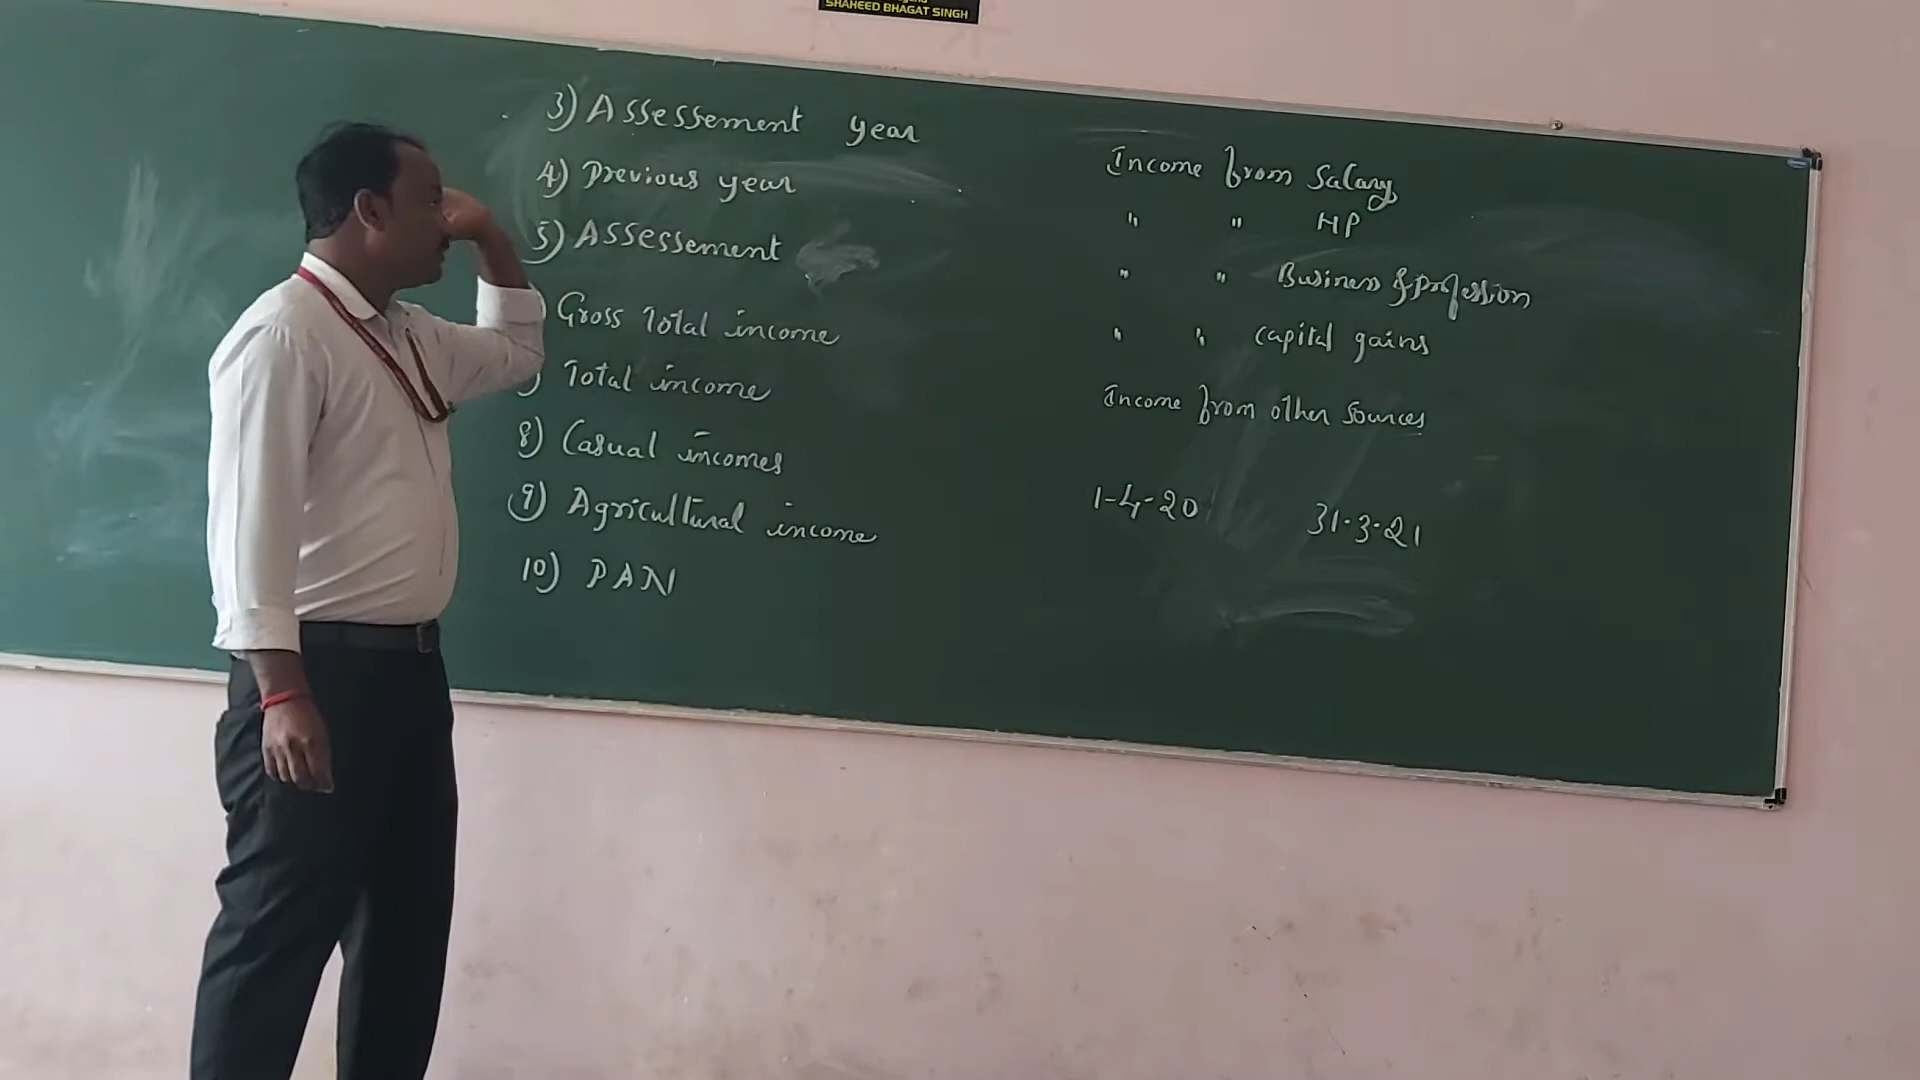 SHAHEED BHAGAT SINGH
3) Assessement year
4) Previous year
5) Assessement
) Gross Total income
) Total income
8) Casual incomes
9) Agricultural income
10) PAN
Income from Salary
" " HP
" " Business & profession
" " capital gains
Income from other sources
1-4-20 31-3-21